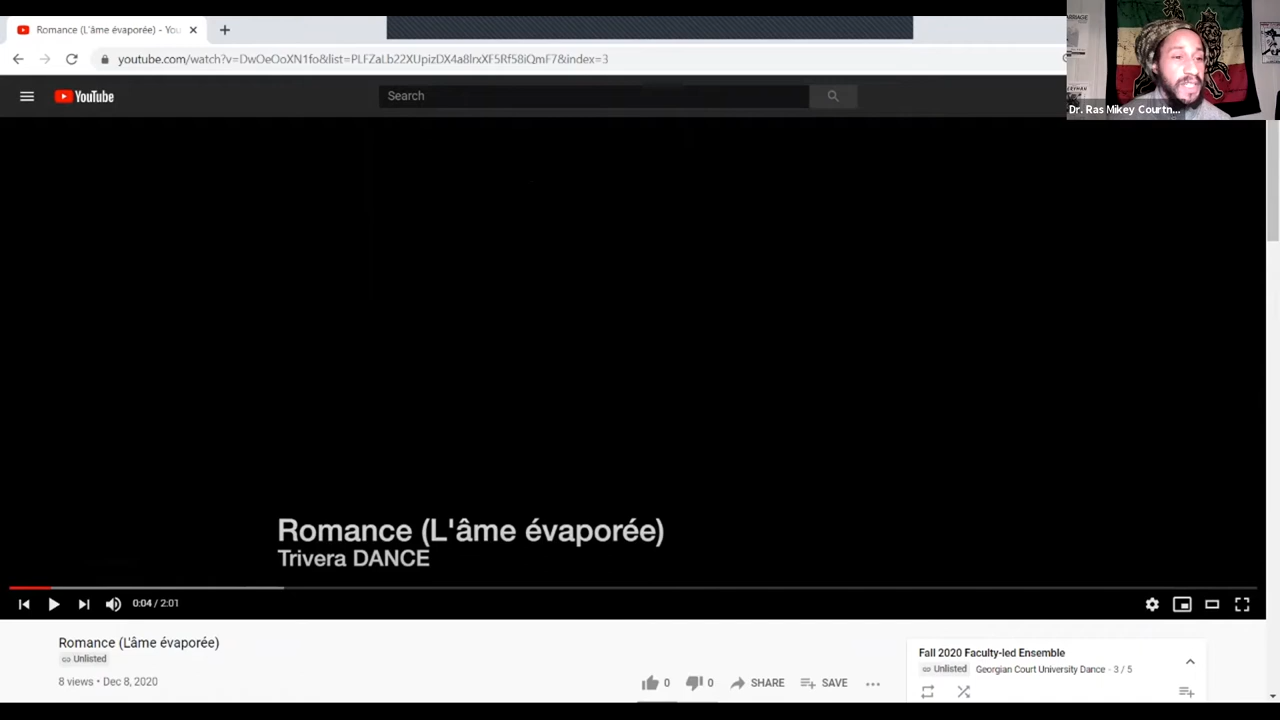 Romance (L'âme évaporée) - You
youtube.com/watch?v=DwOeOoXN1fo&list=PLFZaLb22XUpizDX4a8lrxXF5Rf58iQmF7&index=3
YouTube
Search
Dr. Ras Mikey Courtn...
Romance (L'âme évaporée)
Trivera DANCE
0:04 / 2:01
Romance (L'âme évaporée)
Unlisted
8 views • Dec 8, 2020
0
0
SHARE
SAVE
Fall 2020 Faculty-led Ensemble
Unlisted Georgian Court University Dance - 3 / 5